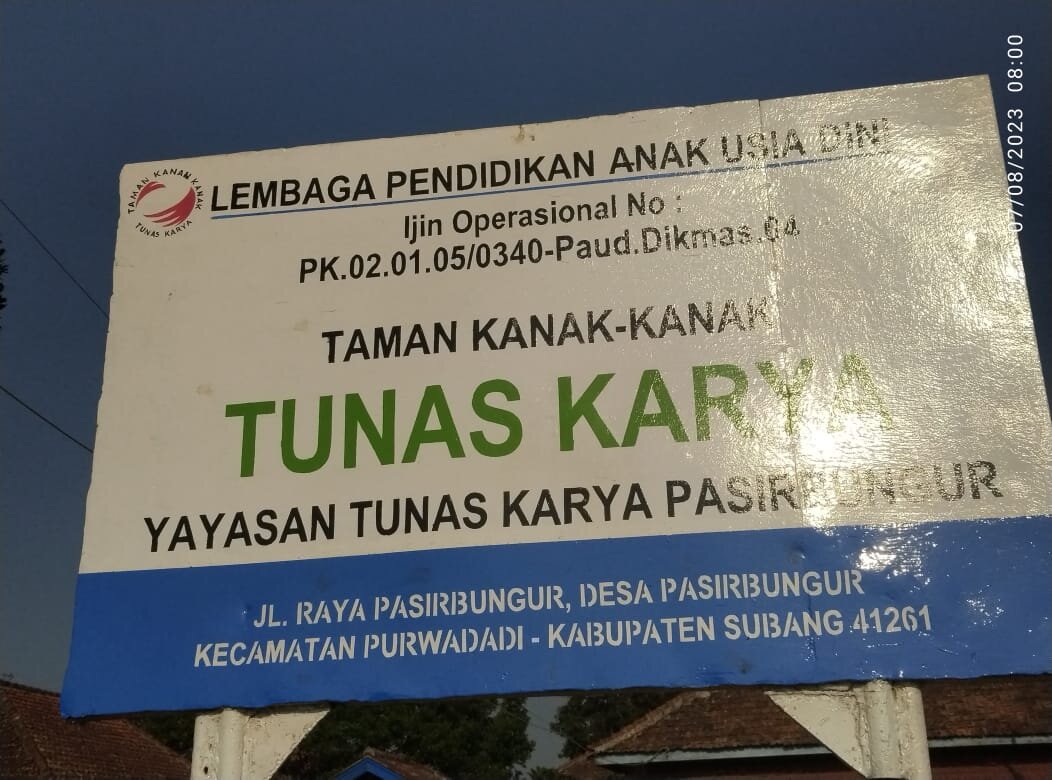 07/08/2023 08:00
TAMAN KANAK KANAK
TUNAS KARYA
LEMBAGA PENDIDIKAN ANAK USIA DINI
Ijin Operasional No :
PK.02.01.05/0340-Paud.Dikmas.04
TAMAN KANAK-KANAK
TUNAS KARYA
YAYASAN TUNAS KARYA PASIRBUNGUR
JL. RAYA PASIRBUNGUR, DESA PASIRBUNGUR
KECAMATAN PURWADADI - KABUPATEN SUBANG 41261